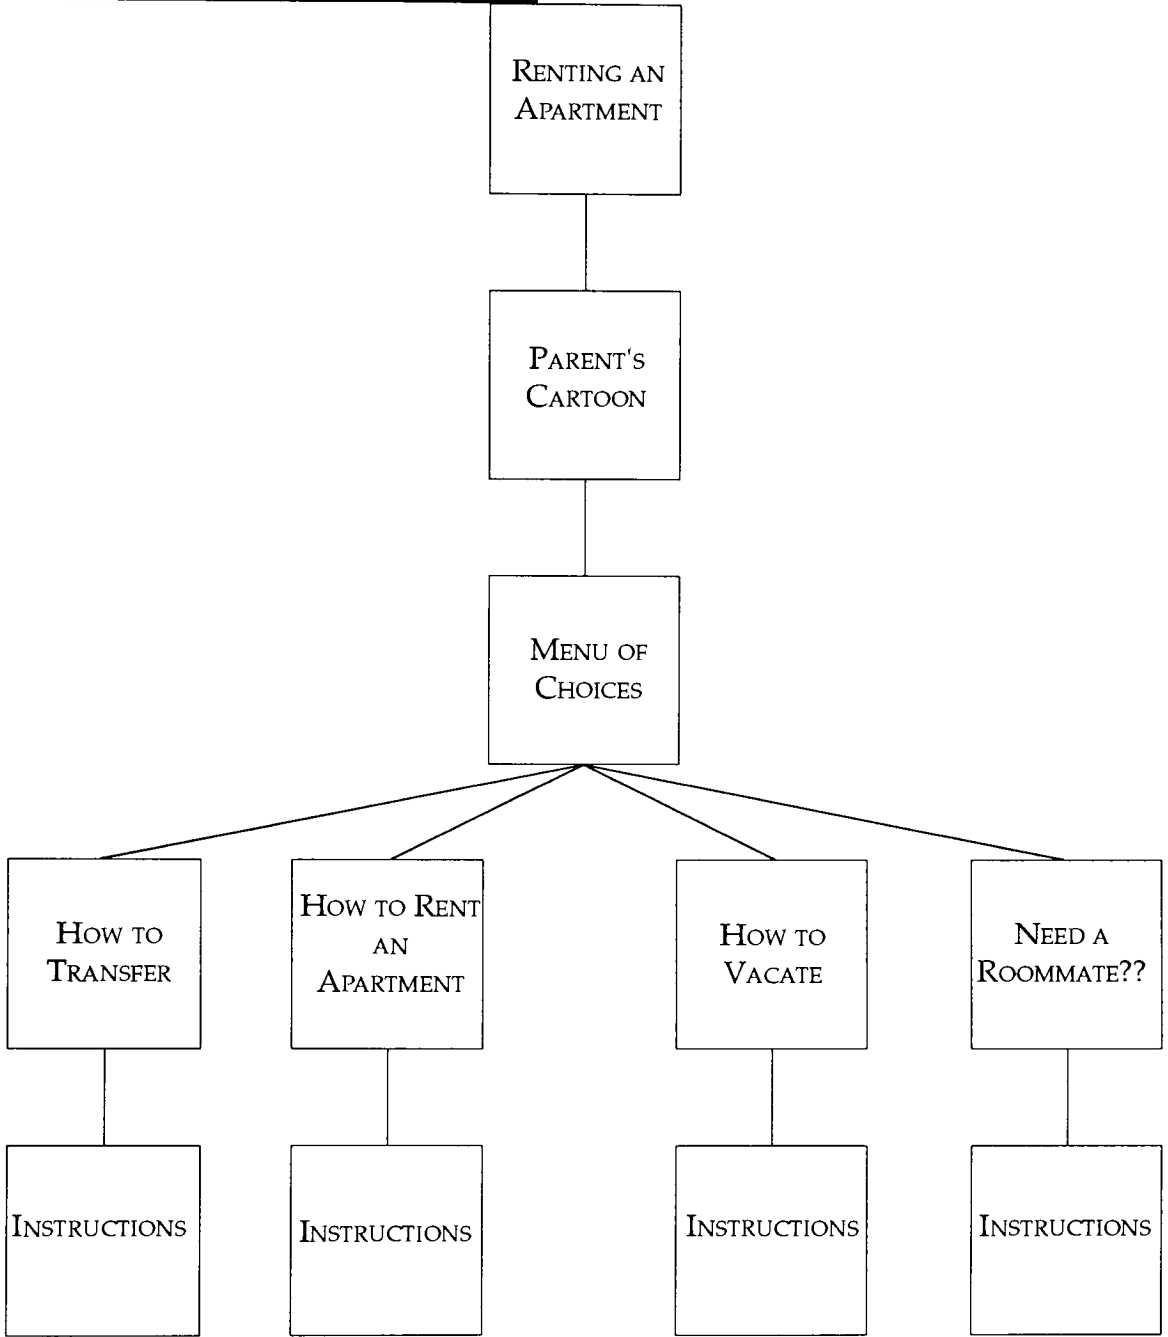 RENTING AN
APARTMENT
PARENT'S
CARTOON
MENU OF
CHOICES
HOW TO
TRANSFER
HOW TO RENT
AN
APARTMENT
HOW TO
VACATE
NEED A
ROOMMATE??
INSTRUCTIONS
INSTRUCTIONS
INSTRUCTIONS
INSTRUCTIONS